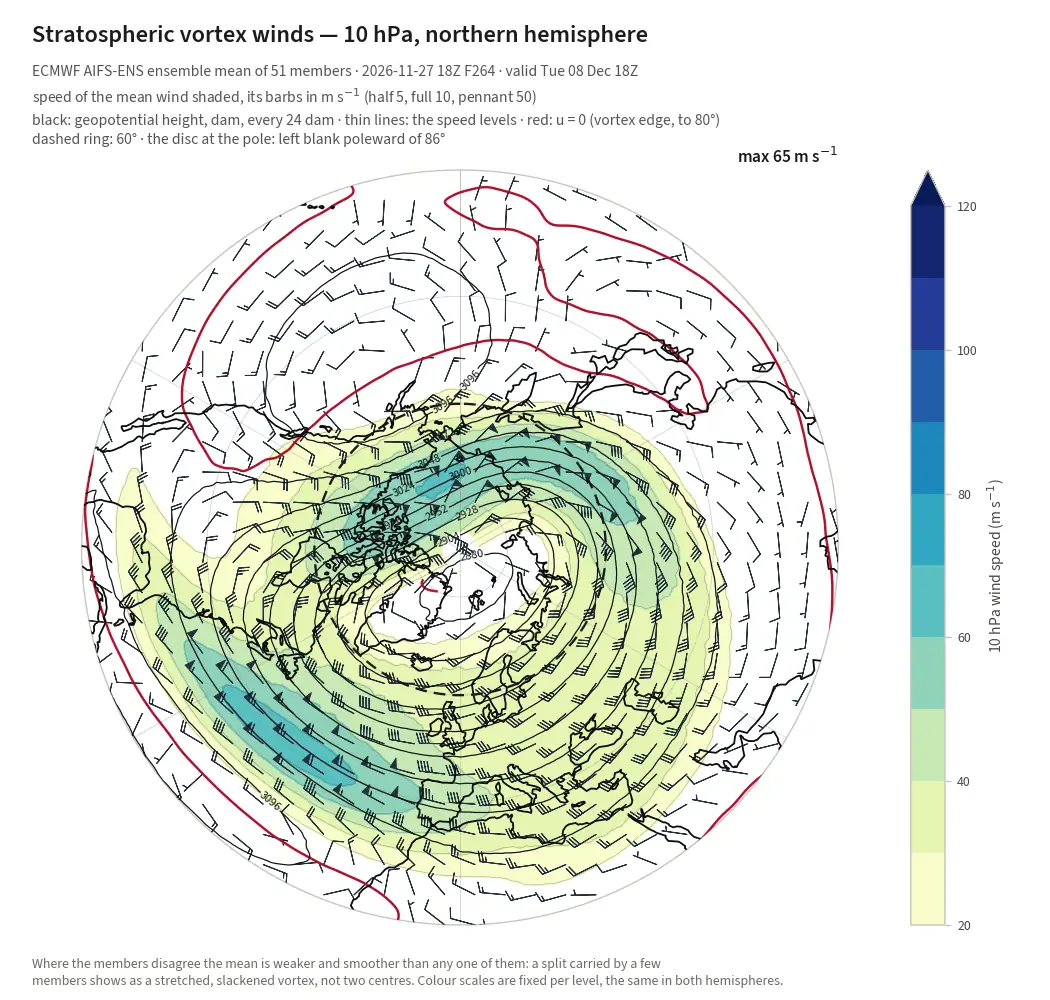 Stratospheric vortex winds — 10 hPa, northern hemisphere
ECMWF AIFS-ENS ensemble mean of 51 members · 2026-11-27 18Z F264 · valid Tue 08 Dec 18Z
speed of the mean wind shaded, its barbs in m s⁻¹ (half 5, full 10, pennant 50)
black: geopotential height, dam, every 24 dam · thin lines: the speed levels · red: u = 0 (vortex edge, to 80°)
dashed ring: 60° · the disc at the pole: left blank poleward of 86°
max 65 m s⁻¹
120
100
80
60
40
20
10 hPa wind speed (m s⁻¹)
3096
3096
2900
2928
2880
3096
Where the members disagree the mean is weaker and smoother than any one of them: a split carried by a few
members shows as a stretched, slackened vortex, not two centres. Colour scales are fixed per level, the same in both hemispheres.